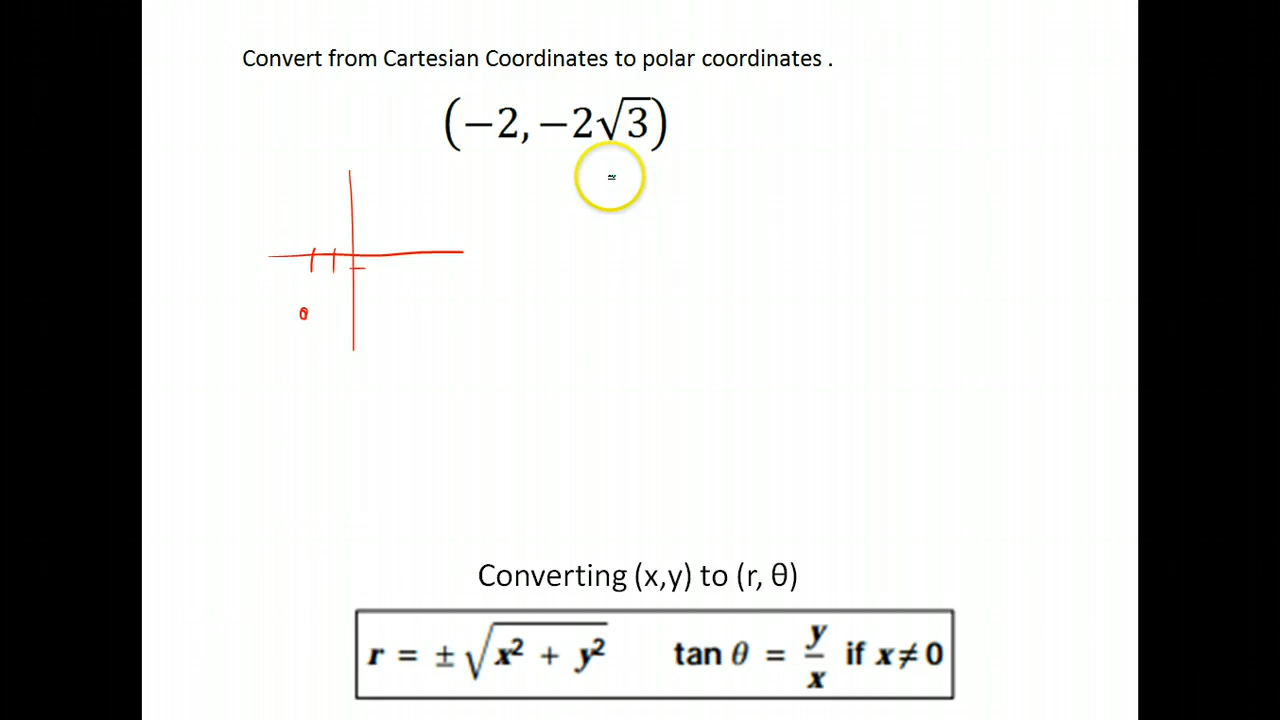 Convert from Cartesian Coordinates to polar coordinates .
(−2, −2√3)
Converting (x,y) to (r, θ)
r = ± √x² + y² tan θ = y/x if x ≠ 0